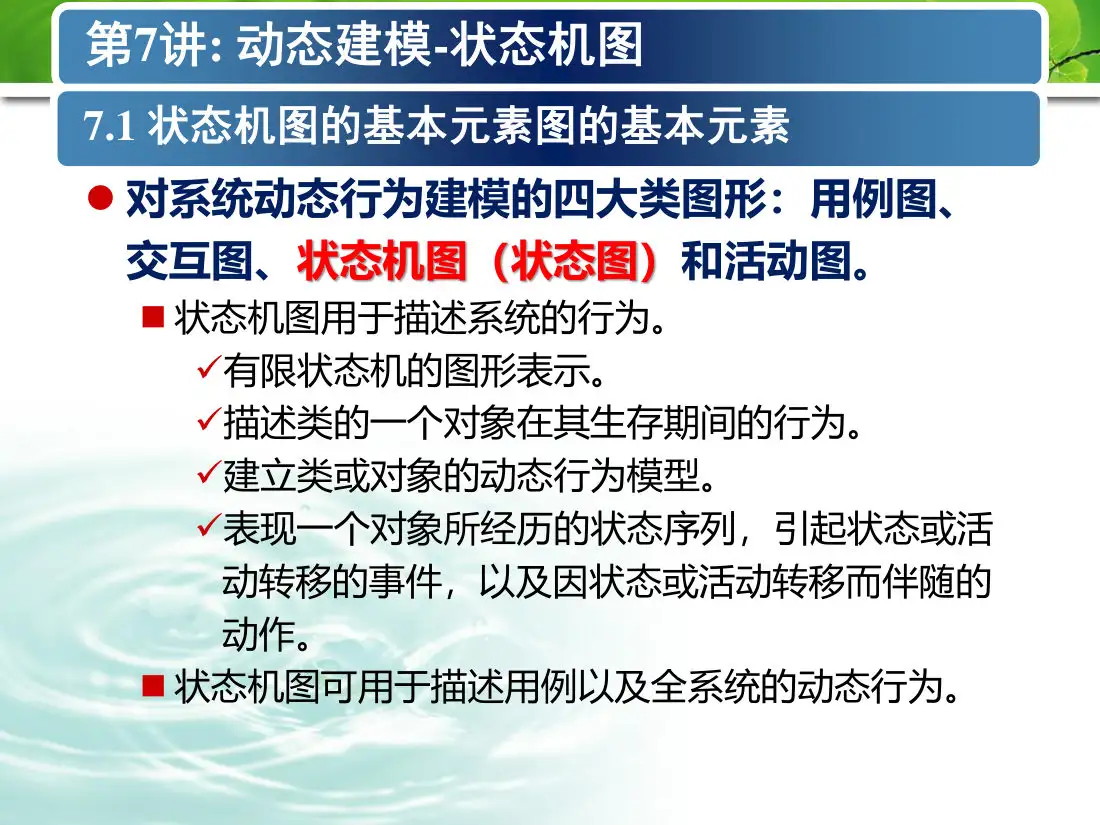 第7讲: 动态建模-状态机图
7.1 状态机图的基本元素图的基本元素
对系统动态行为建模的四大类图形：用例图、
交互图、状态机图（状态图）和活动图。
状态机图用于描述系统的行为。
有限状态机的图形表示。
描述类的一个对象在其生存期间的行为。
建立类或对象的动态行为模型。
表现一个对象所经历的状态序列，引起状态或活
动转移的事件，以及因状态或活动转移而伴随的
动作。
状态机图可用于描述用例以及全系统的动态行为。